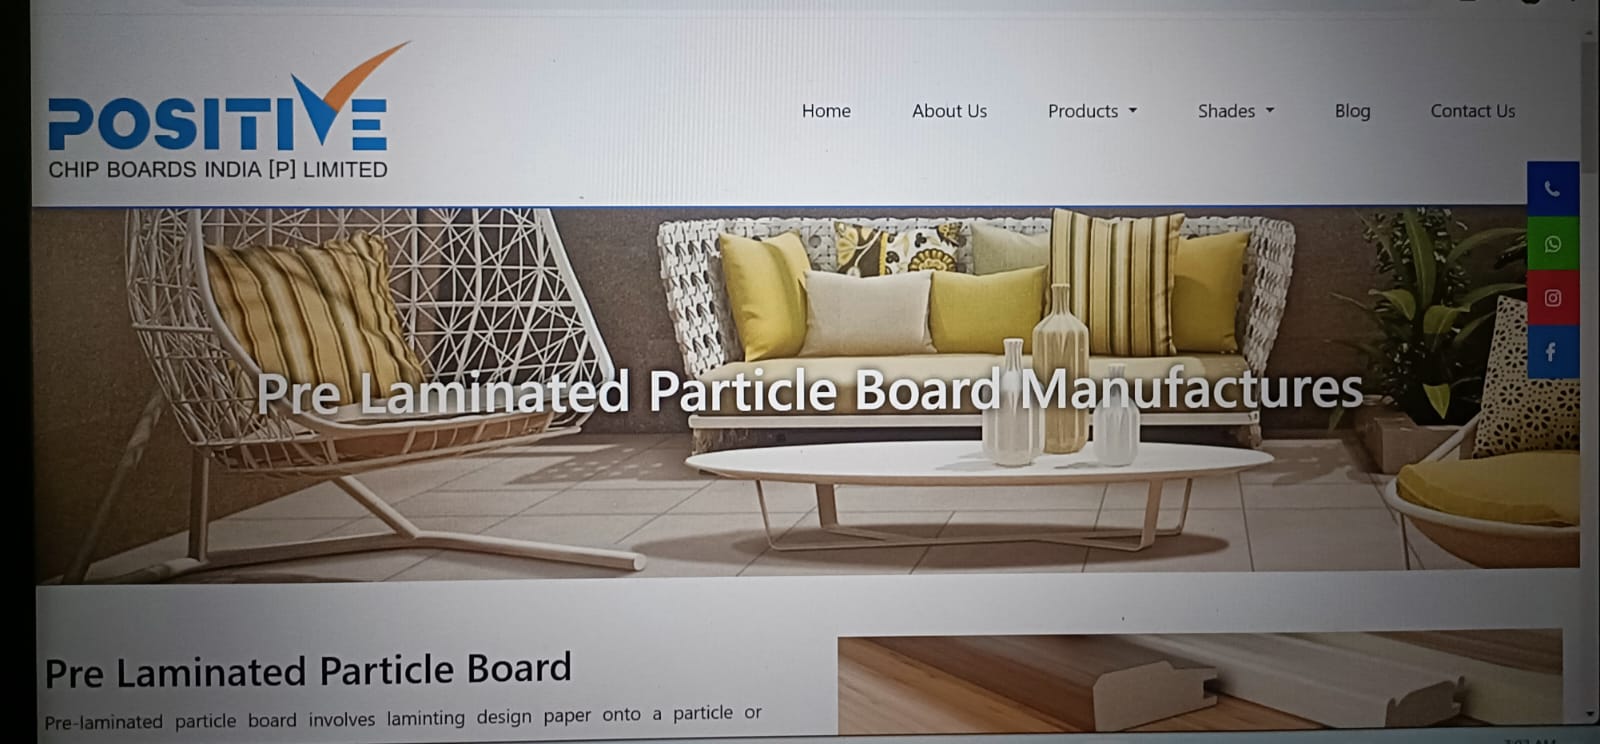 POSITIVE
CHIP BOARDS INDIA [P] LIMITED
Home About Us Products Shades Blog Contact Us
Pre Laminated Particle Board Manufactures
Pre Laminated Particle Board
Pre-laminated particle board involves laminting design paper onto a particle or